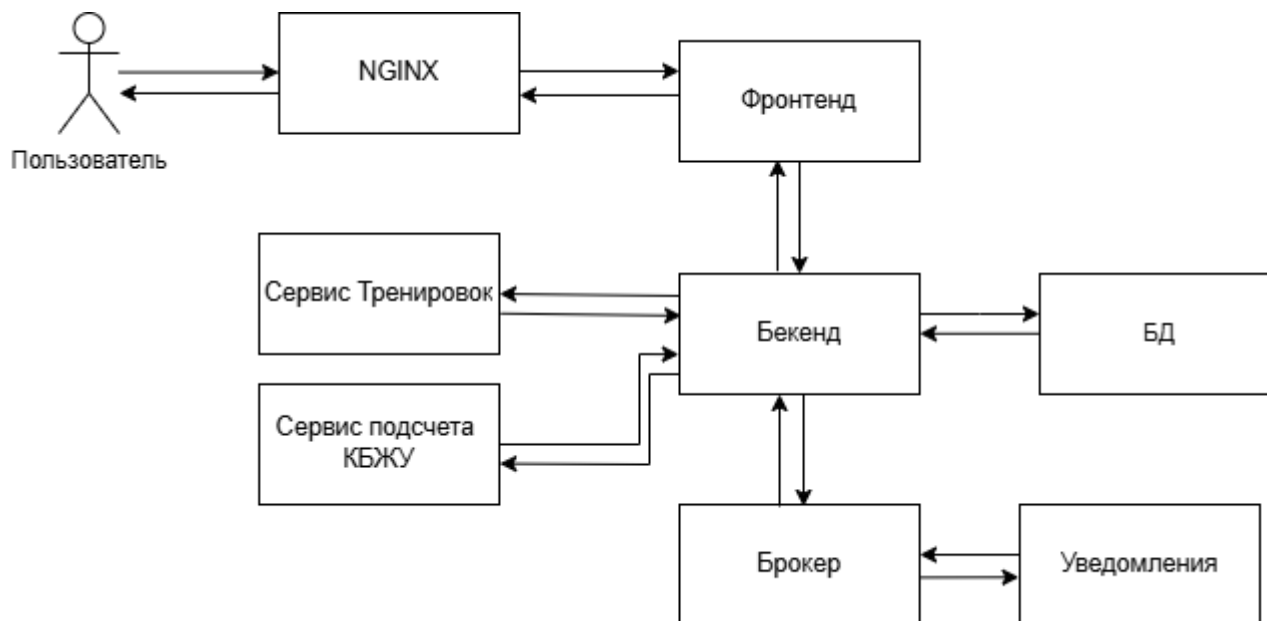 NGINX
Фронтенд
Пользователь
Сервис Тренировок
Бекенд
БД
Сервис подсчета
КБЖУ
Брокер
Уведомления